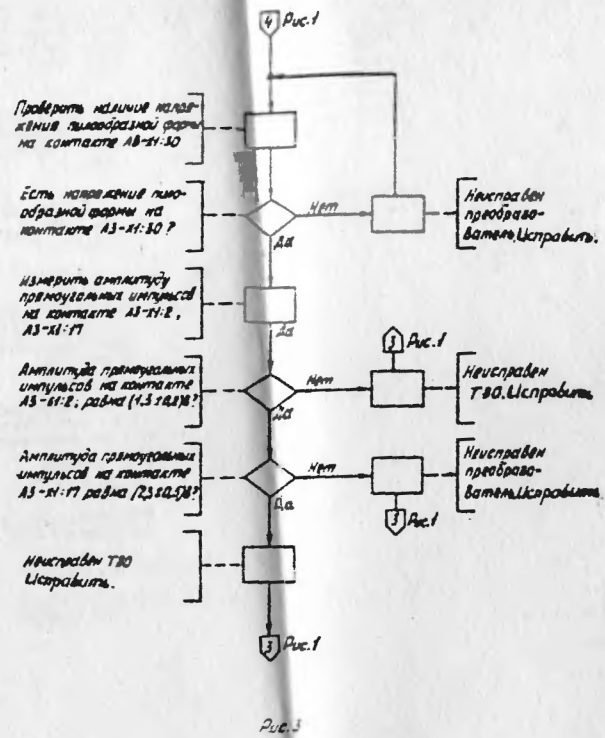 4 Рис.1
Проверить наличие напря-
жения пилообразной формы
на контакте А3-Х1:30
Есть напряжение пило-
образной формы на
контакте А3-Х1:30 ?
Нет
Неисправен
преобразо-
ватель. Исправить.
Да
Измерить амплитуду
прямоугольных импульсов
на контакте А3-Х1:2,
А3-Х1:17
Да
3 Рис.1
Амплитуда прямоугольных
импульсов на контакте
А3-Х1:2, равна
Нет
Неисправен
ТВО. Исправить
Да
Амплитуда прямоугольных
импульсов на контакте
А3-Х1:17 равна (2,5±0,5)В?
Нет
Неисправен
преобразо-
ватель. Исправить
3 Рис.1
Да
Неисправен ТВО
Исправить.
3 Рис.1
Рис.3